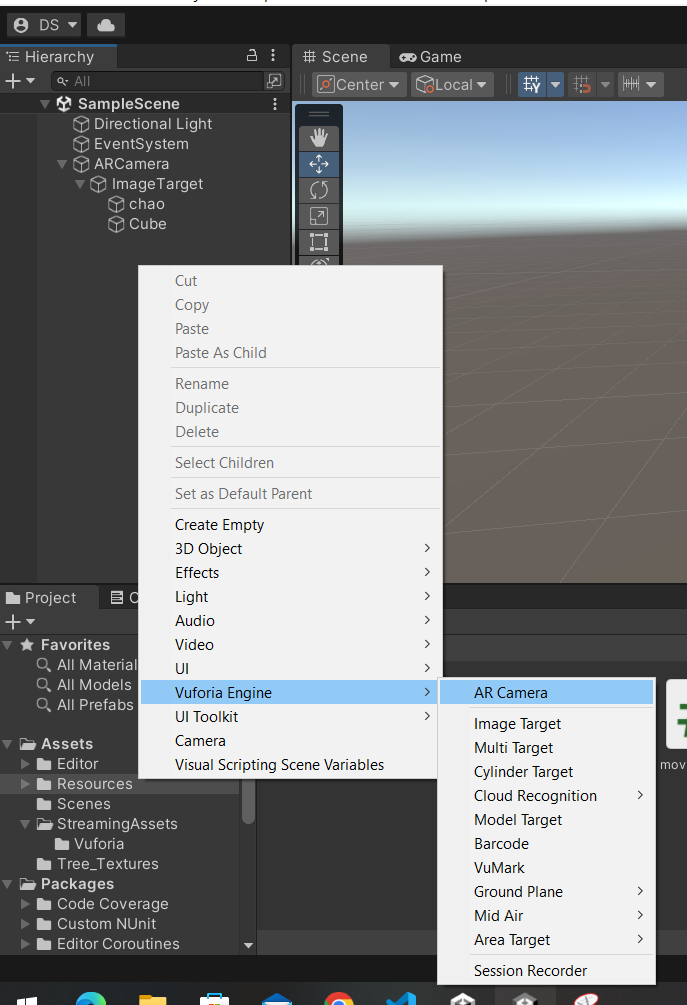 DS
Hierarchy
All
SampleScene
Directional Light
EventSystem
ARCamera
ImageTarget
chao
Cube
Scene
Game
Center
Local
Cut
Copy
Paste
Paste As Child
Rename
Duplicate
Delete
Select Children
Set as Default Parent
Create Empty
3D Object
Effects
Light
Audio
Video
UI
Vuforia Engine
UI Toolkit
Camera
Visual Scripting Scene Variables
AR Camera
Image Target
Multi Target
Cylinder Target
Cloud Recognition
Model Target
Barcode
VuMark
Ground Plane
Mid Air
Area Target
Session Recorder
Project
Favorites
All Material
All Models
All Prefabs
Assets
Editor
Resources
Scenes
StreamingAssets
Vuforia
Tree_Textures
Packages
Code Coverage
Custom NUnit
Editor Coroutines
mov